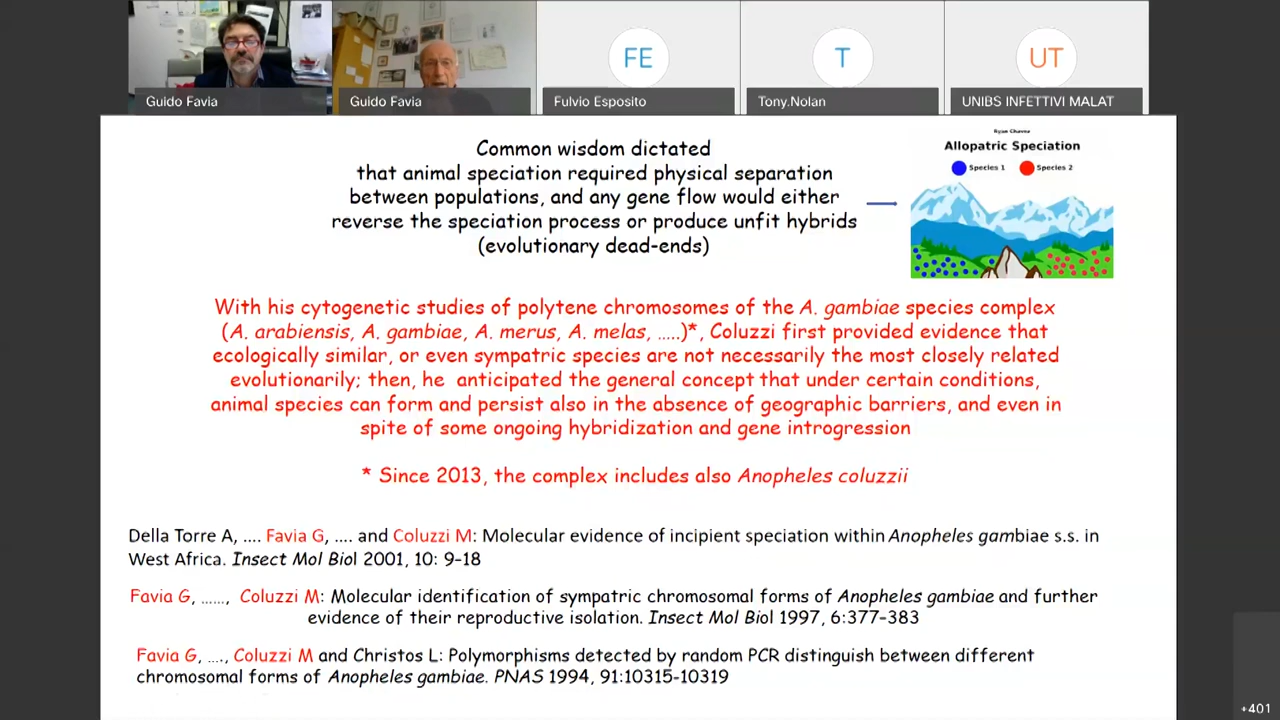 FE
T
UT
Guido Favia
Guido Favia
Fulvio Esposito
Tony.Nolan
UNIBS INFETTIVI MALAT
Common wisdom dictated
that animal speciation required physical separation
between populations, and any gene flow would either
reverse the speciation process or produce unfit hybrids
(evolutionary dead-ends)
Ryan Channa
Allopatric Speciation
Species 1
Species 2
With his cytogenetic studies of polytene chromosomes of the A. gambiae species complex
(A. arabiensis, A. gambiae, A. merus, A. melas, .....)*, Coluzzi first provided evidence that
ecologically similar, or even sympatric species are not necessarily the most closely related
evolutionarily; then, he anticipated the general concept that under certain conditions,
animal species can form and persist also in the absence of geographic barriers, and even in
spite of some ongoing hybridization and gene introgression
* Since 2013, the complex includes also Anopheles coluzzii
Della Torre A, .... Favia G, .... and Coluzzi M: Molecular evidence of incipient speciation within Anopheles gambiae s.s. in
West Africa. Insect Mol Biol 2001, 10: 9–18
Favia G, ......, Coluzzi M: Molecular identification of sympatric chromosomal forms of Anopheles gambiae and further
evidence of their reproductive isolation. Insect Mol Biol 1997, 6:377–383
Favia G, ...., Coluzzi M and Christos L: Polymorphisms detected by random PCR distinguish between different
chromosomal forms of Anopheles gambiae. PNAS 1994, 91:10315-10319
+401